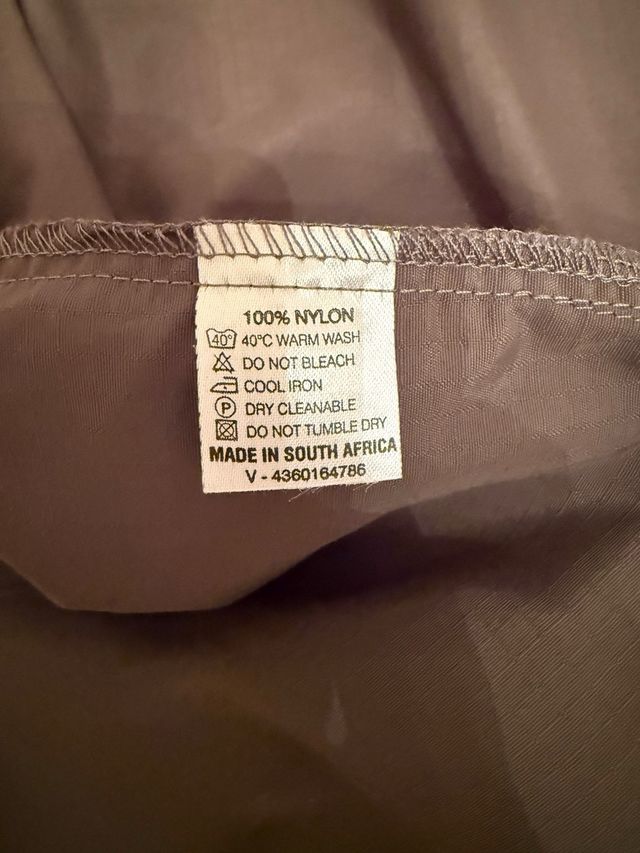 100% NYLON
40° 40°C WARM WASH
DO NOT BLEACH
COOL IRON
P DRY CLEANABLE
DO NOT TUMBLE DRY
MADE IN SOUTH AFRICA
V - 4360164786